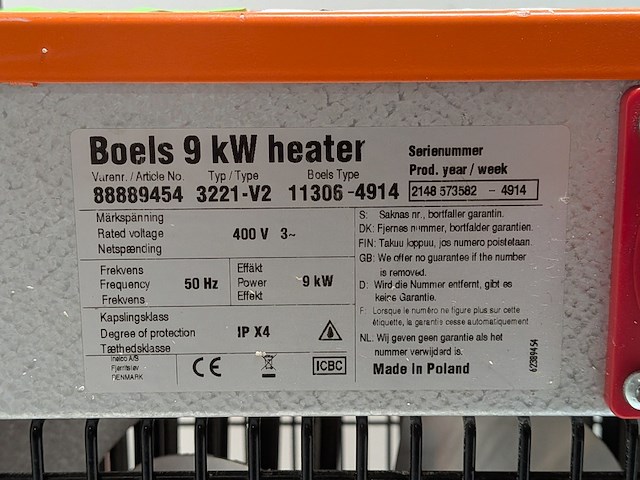 Boels 9 kW heater
Varenr. / Article No.
Typ / Type
Boels Type
88889454 3221-V2 11306 -4914
Serienummer
Prod. year / week
2148 573582 - 4914
Märkspänning
Rated voltage
Netspænding
400 V 3~
Frekvens
Frequency
Frekvens
50 Hz
Effäkt
Power
Effekt
9 kW
Kapslingsklass
Degree of protection
Tæthedsklasse
IP X4
Inelco A/S
Fjerritslev
DENMARK
CE
ICBC
S: Saknas nr., bortfaller garantin.
DK: Fjernes nummer, bortfalder garantien.
FIN: Takuu loppuu, jos numero poistetaan.
GB: We offer no guarantee if the number
is removed.
D: Wird die Nummer entfernt, gibt es
keine Garantie.
F: Lorsque le numéro ne figure plus sur cette
étiquette, la garantie cesse automatiquement
NL: Wij geven geen garantie als het
nummer verwijderd is.
Made In Poland
62389454